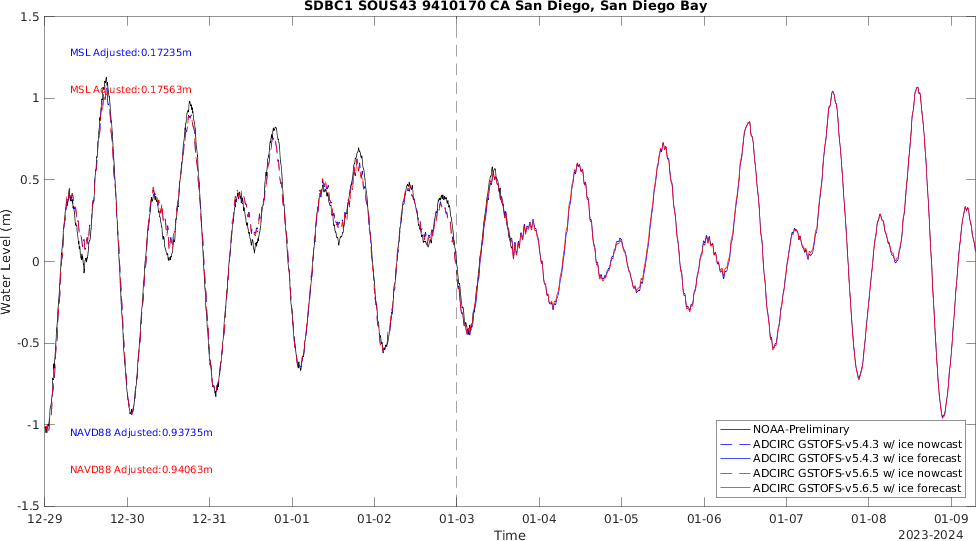 SDBC1 SOUS43 9410170 CA San Diego, San Diego Bay
1.5
1
0.5
0
-0.5
-1
-1.5
Water Level (m)
MSL Adjusted:0.17235m
MSL Adjusted:0.17563m
NAVD88 Adjusted:0.93735m
NAVD88 Adjusted:0.94063m
NOAA-Preliminary
ADCIRC GSTOFS-v5.4.3 w/ ice nowcast
ADCIRC GSTOFS-v5.4.3 w/ ice forecast
ADCIRC GSTOFS-v5.6.5 w/ ice nowcast
ADCIRC GSTOFS-v5.6.5 w/ ice forecast
12-29 12-30 12-31 01-01 01-02 01-03 01-04 01-05 01-06 01-07 01-08 01-09
Time
2023-2024